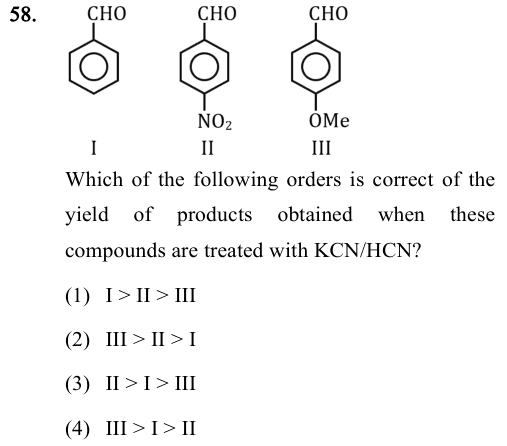 58.
CHO CHO CHO
NO₂ OMe
I II III
Which of the following orders is correct of the
yield of products obtained when these
compounds are treated with KCN/HCN?
(1) I > II > III
(2) III > II > I
(3) II > I > III
(4) III > I > II